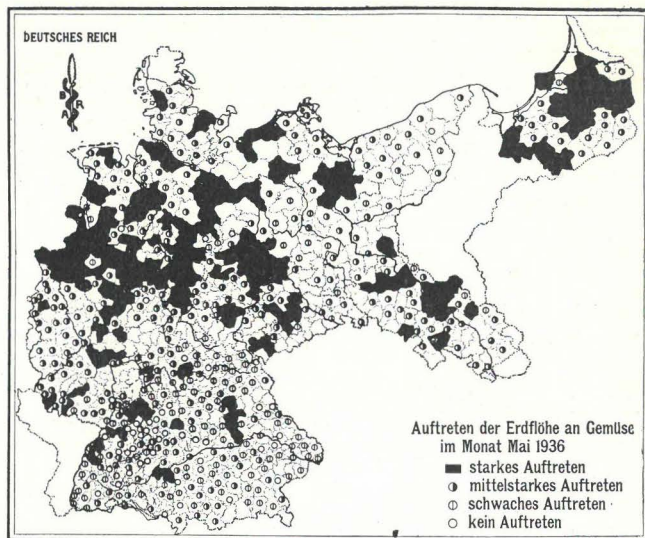 DEUTSCHES REICH
B
R
A
Auftreten der Erdflöhe an Gemüse
im Monat Mai 1936
starkes Auftreten
mittelstarkes Auftreten
schwaches Auftreten
kein Auftreten